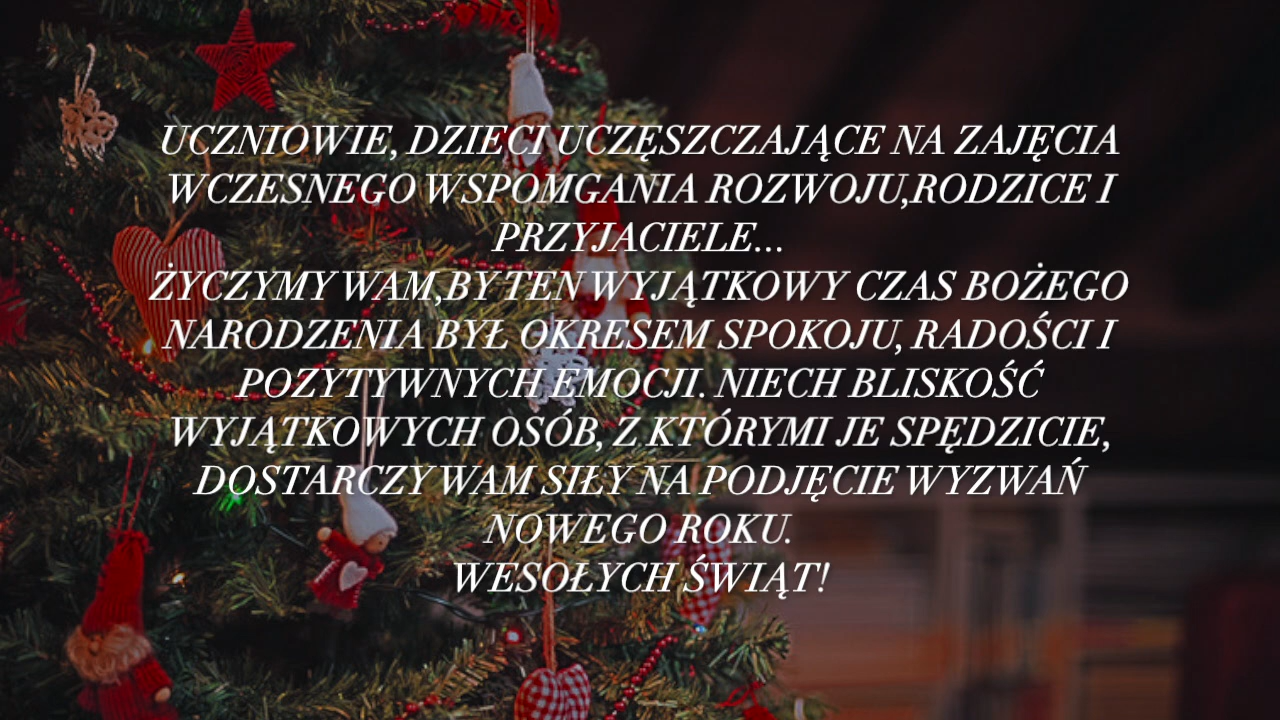 UCZNIOWIE, DZIECI UCZĘSZCZAJĄCE NA ZAJĘCIA
WCZESNEGO WSPOMGANIA ROZWOJU,RODZICE I
PRZYJACIELE...
ŻYCZYMY WAM,BY TEN WYJĄTKOWY CZAS BOŻEGO
NARODZENIA BYŁ OKRESEM SPOKOJU, RADOŚCI I
POZYTYWNYCH EMOCJI. NIECH BLISKOŚĆ
WYJĄTKOWYCH OSÓB, Z KTÓRYMI JE SPĘDZICIE,
DOSTARCZY WAM SIŁY NA PODJĘCIE WYZWAŃ
NOWEGO ROKU.
WESOŁYCH ŚWIĄT!